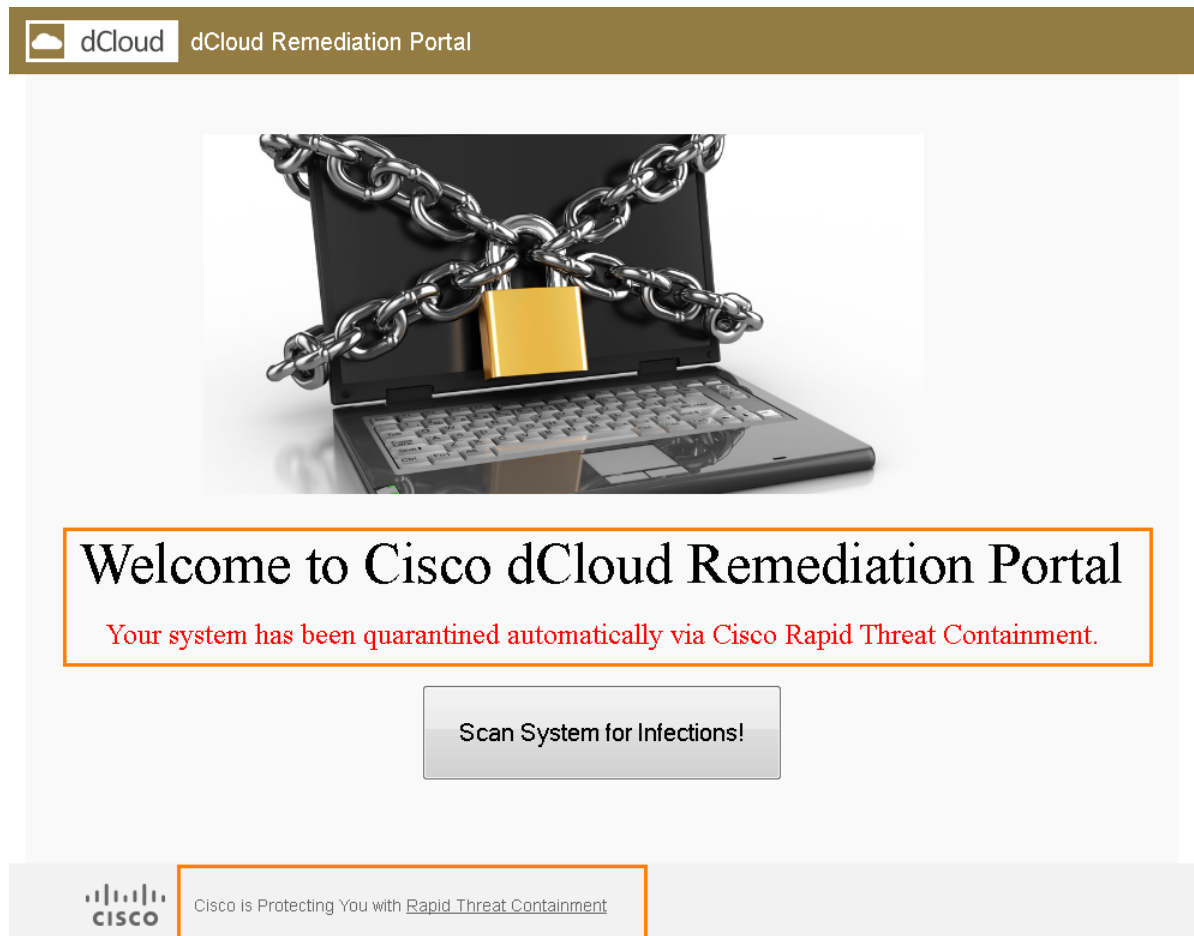 dCloud dCloud Remediation Portal
Welcome to Cisco dCloud Remediation Portal
Your system has been quarantined automatically via Cisco Rapid Threat Containment.
Scan System for Infections!
CISCO Cisco is Protecting You with Rapid Threat Containment